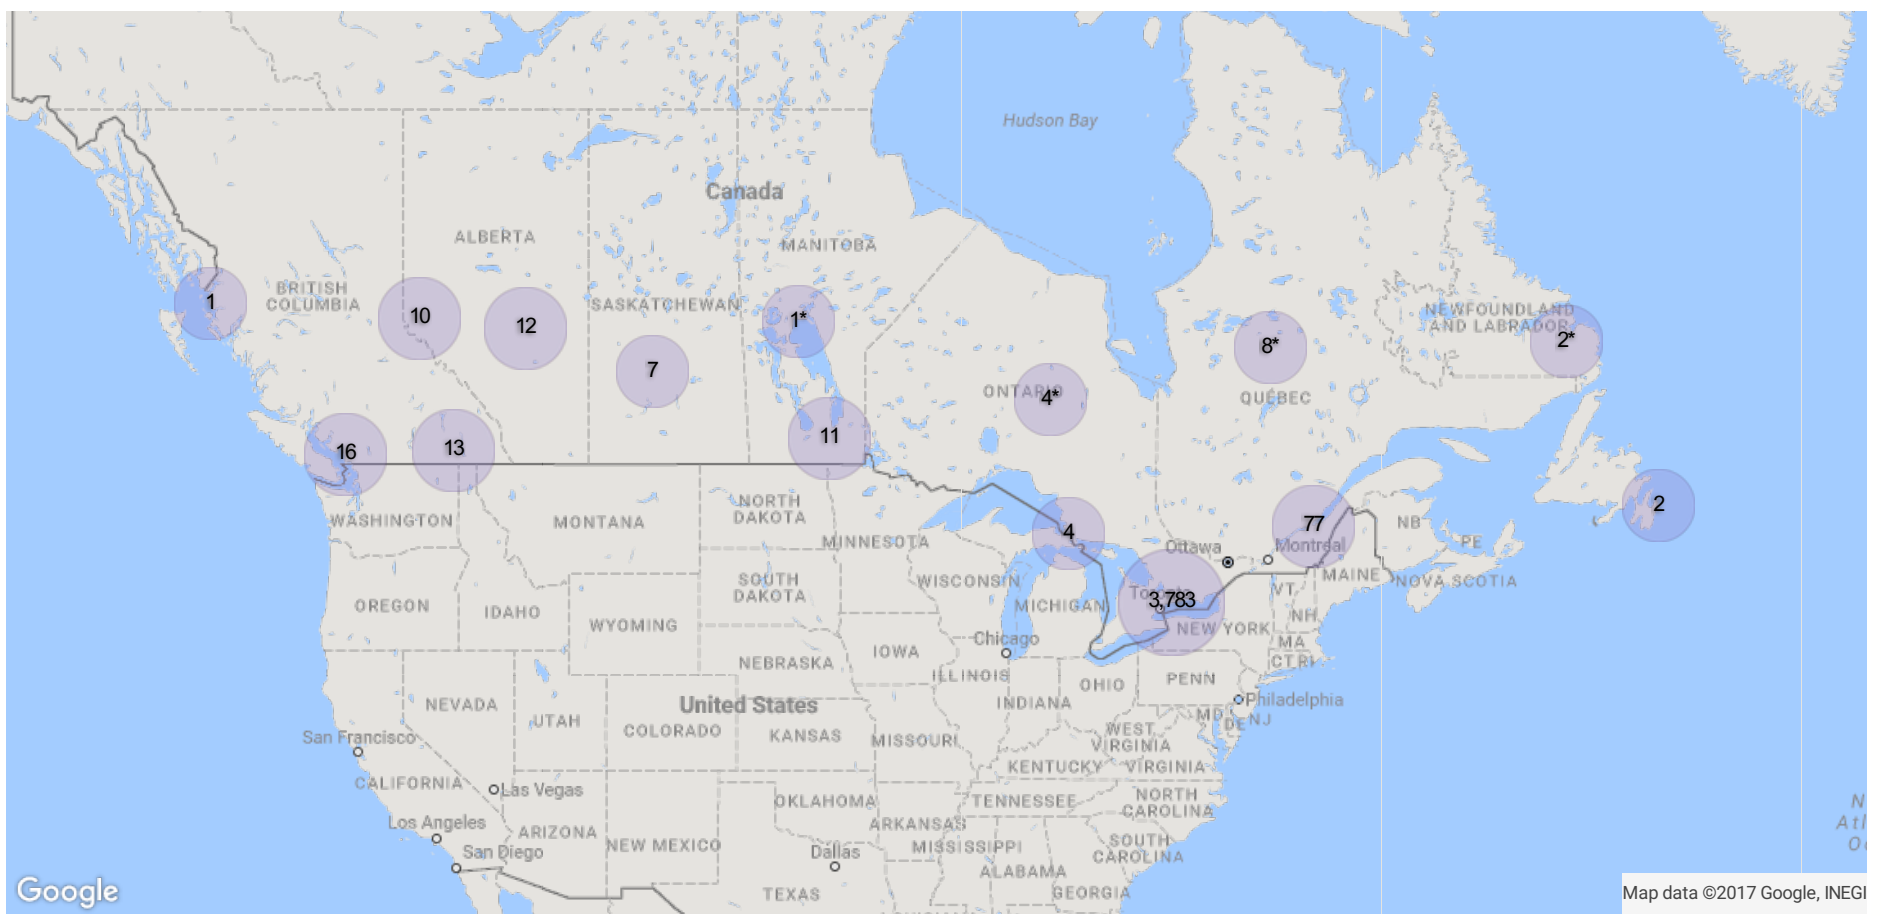 Hudson Bay
Canada
ALBERTA
MANITOBA
BRITISH
COLUMBIA
1
10
12
SASKATCHEWAN
1*
7
NEWFOUNDLAND
AND LABRADOR
2*
8*
QUÉBEC
ONTARIO
4*
16
13
11
2
WASHINGTON
MONTANA
NORTH
DAKOTA
MINNESOTA
4
77
Ottawa
Montreal
NB
PE
MAINE
NOVA SCOTIA
OREGON
IDAHO
WYOMING
SOUTH
DAKOTA
WISCONSIN
MICHIGAN
Toronto
3,783
VT
NH
NEW YORK
MA
CT
RI
Chicago
IOWA
NEBRASKA
ILLINOIS
INDIANA
OHIO
PENN
Philadelphia
NEVADA
UTAH
United States
COLORADO
KANSAS
MISSOURI
WEST
VIRGINIA
MD
DE
NJ
San Francisco
CALIFORNIA
Las Vegas
KENTUCKY
VIRGINIA
OKLAHOMA
TENNESSEE
NORTH
CAROLINA
Los Angeles
ARIZONA
NEW MEXICO
ARKANSAS
MISSISSIPPI
SOUTH
CAROLINA
San Diego
Dallas
ALABAMA
TEXAS
GEORGIA
N
Atl
Oc
Google
Map data ©2017 Google, INEGI